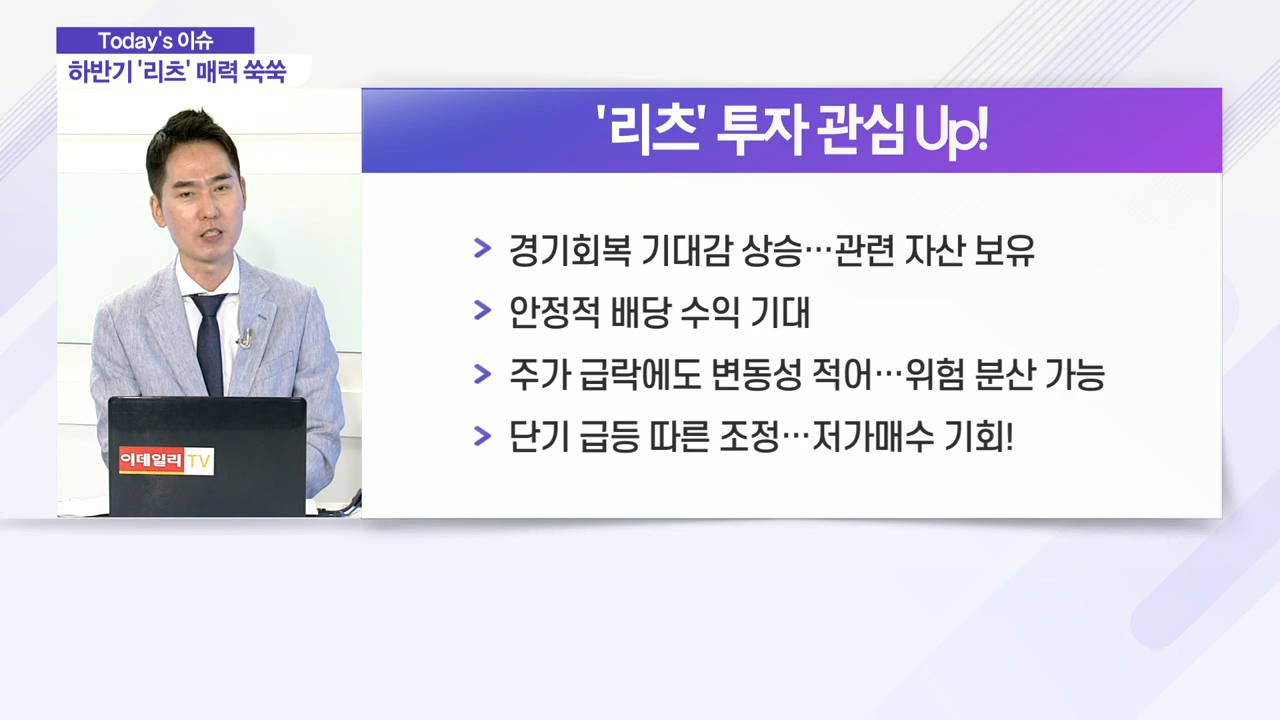 Today's 이슈
하반기 '리츠' 매력 쑥쑥
'리츠' 투자 관심 Up!
경기회복 기대감 상승…관련 자산 보유
안정적 배당 수익 기대
주가 급락에도 변동성 적어…위험 분산 가능
단기 급등 따른 조정…저가매수 기회!
이데일리 TV